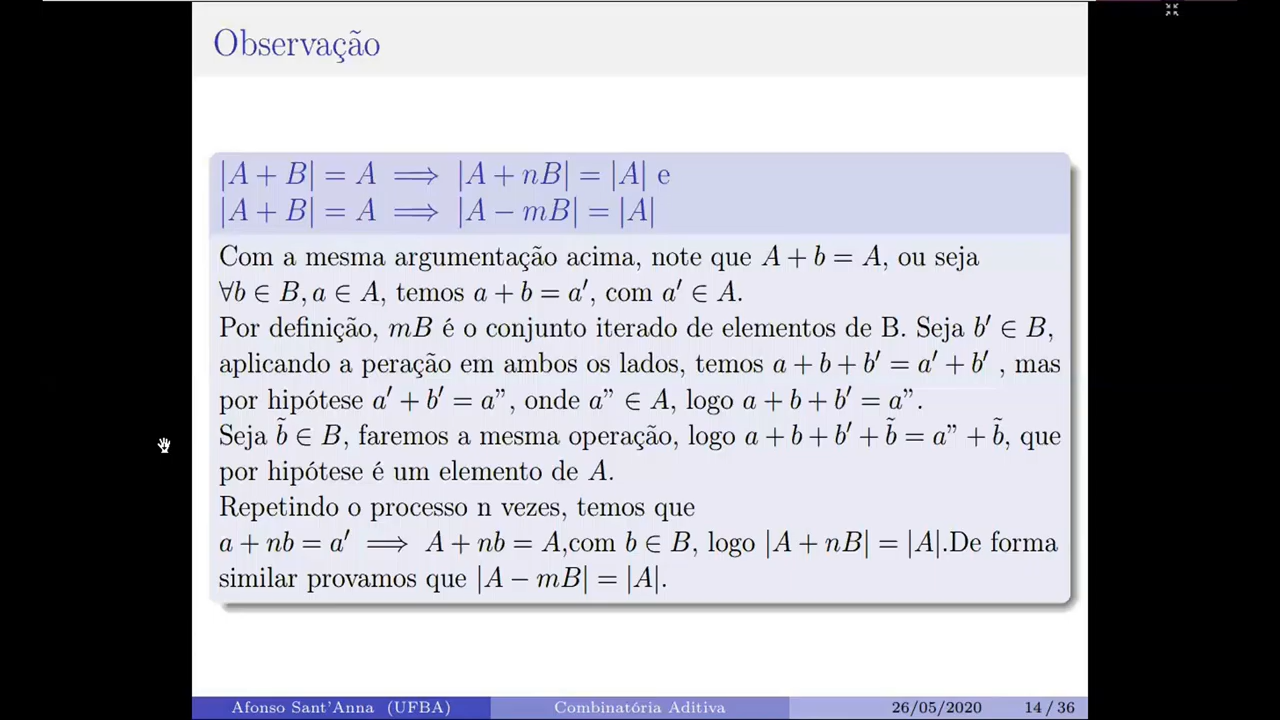 Observação
|A + B| = A ⟹ |A + nB| = |A| e
|A + B| = A ⟹ |A − mB| = |A|
Com a mesma argumentação acima, note que A + b = A, ou seja
∀b ∈ B, a ∈ A, temos a + b = a′, com a′ ∈ A.
Por definição, mB é o conjunto iterado de elementos de B. Seja b′ ∈ B,
aplicando a peração em ambos os lados, temos a + b + b′ = a′ + b′ , mas
por hipótese a′ + b′ = a”, onde a” ∈ A, logo a + b + b′ = a”.
Seja b̃ ∈ B, faremos a mesma operação, logo a + b + b′ + b̃ = a” + b̃, que
por hipótese é um elemento de A.
Repetindo o processo n vezes, temos que
a + nb = a′ ⟹ A + nb = A,com b ∈ B, logo |A + nB| = |A|.De forma
similar provamos que |A − mB| = |A|.
Afonso Sant'Anna (UFBA) Combinatória Aditiva 26/05/2020 14 / 36